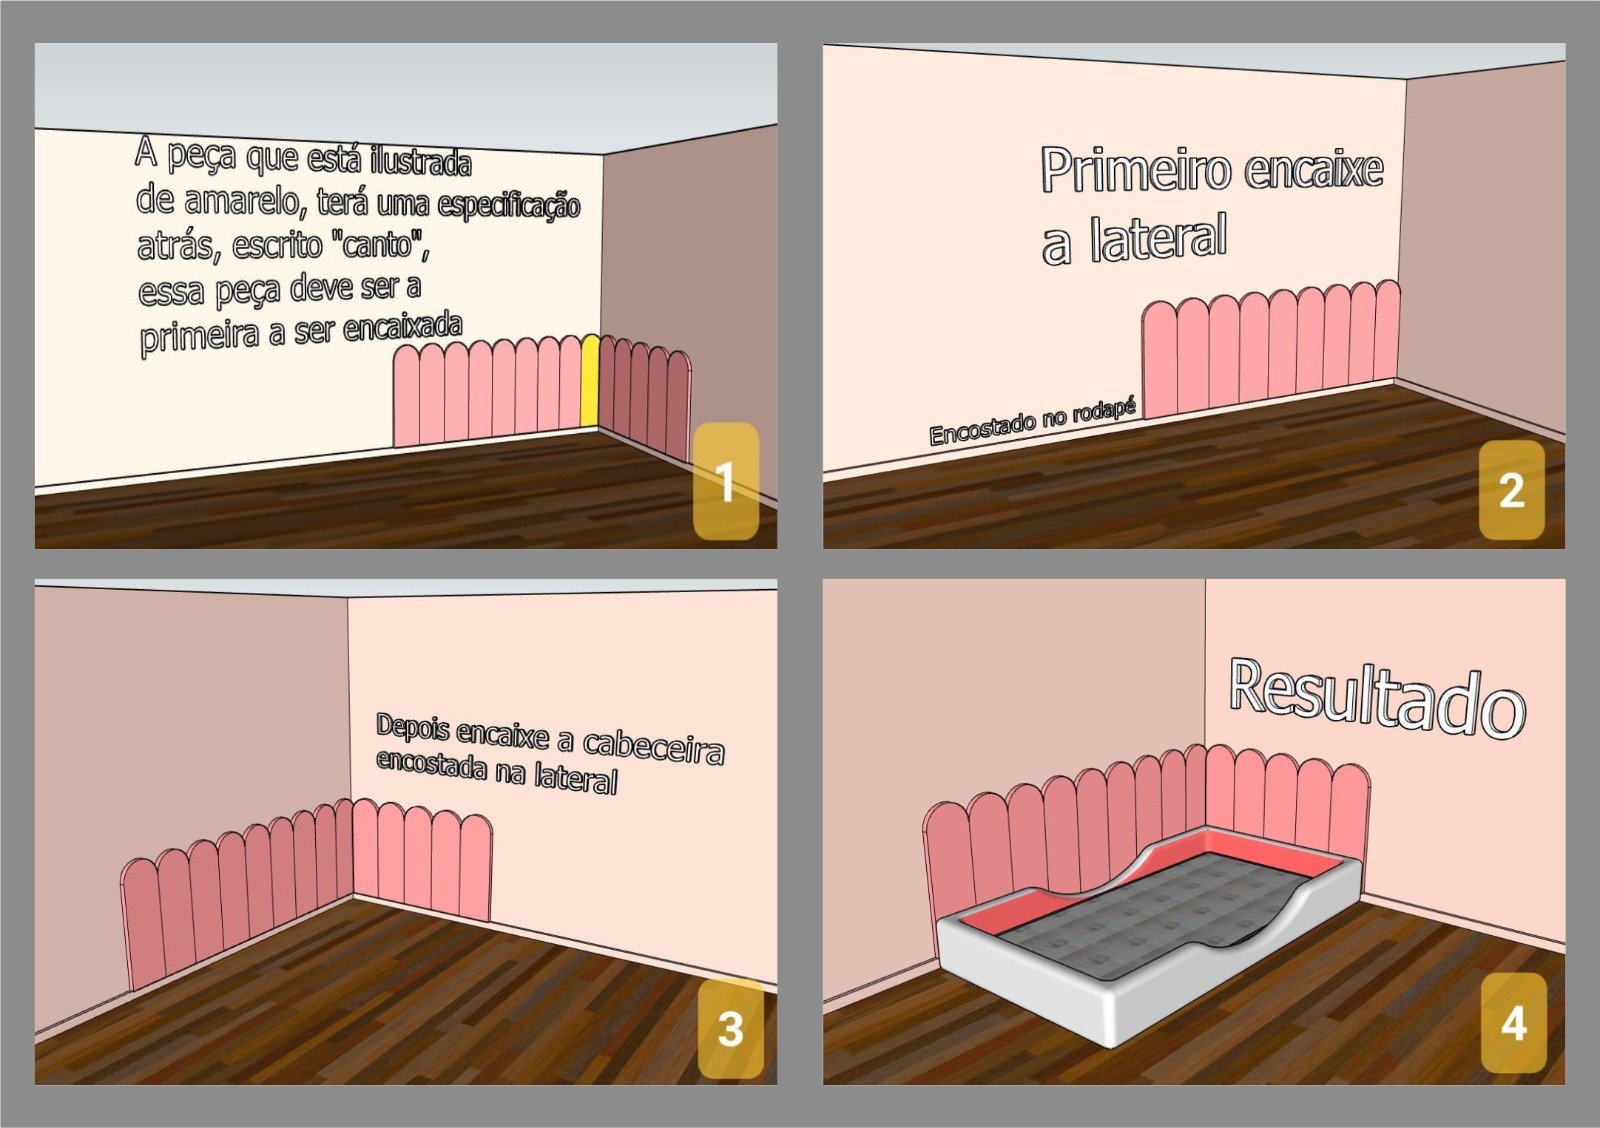 A peça que está ilustrada
de amarelo, terá uma especificação
atrás, escrito "canto",
essa peça deve ser a
primeira a ser encaixada
1
Primeiro encaixe
a lateral
Encostado no rodapé
2
Depois encaixe a cabeceira
encostada na lateral
3
Resultado
4